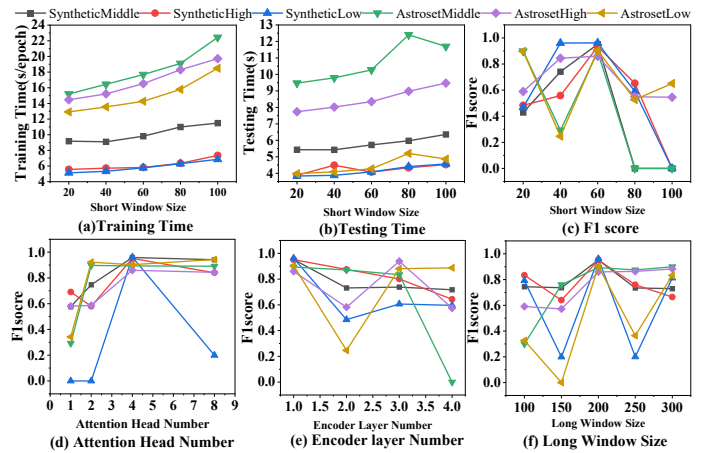 SyntheticMiddle SyntheticHigh SyntheticLow AstrosetMiddle AstrosetHigh AstrosetLow
Training Time(s/epoch)
24
22
20
18
16
14
12
10
8
6
4
20 40 60 80 100
Short Window Size
(a)Training Time
Testing Time(s)
13
12
11
10
9
8
7
6
5
4
20 40 60 80 100
Short Window Size
(b)Testing Time
F1score
1.0
0.8
0.6
0.4
0.2
0.0
20 40 60 80 100
Short Window Size
(c) F1 score
F1socre
1.0
0.8
0.6
0.4
0.2
0.0
0 1 2 3 4 5 6 7 8 9
Attention Head Number
(d) Attention Head Number
F1score
1.0
0.8
0.6
0.4
0.2
0.0
1.0 1.5 2.0 2.5 3.0 3.5 4.0
Encoder Layer Number
(e) Encoder layer Number
F1score
1.0
0.8
0.6
0.4
0.2
0.0
100 150 200 250 300
Long Window Size
(f) Long Window Size